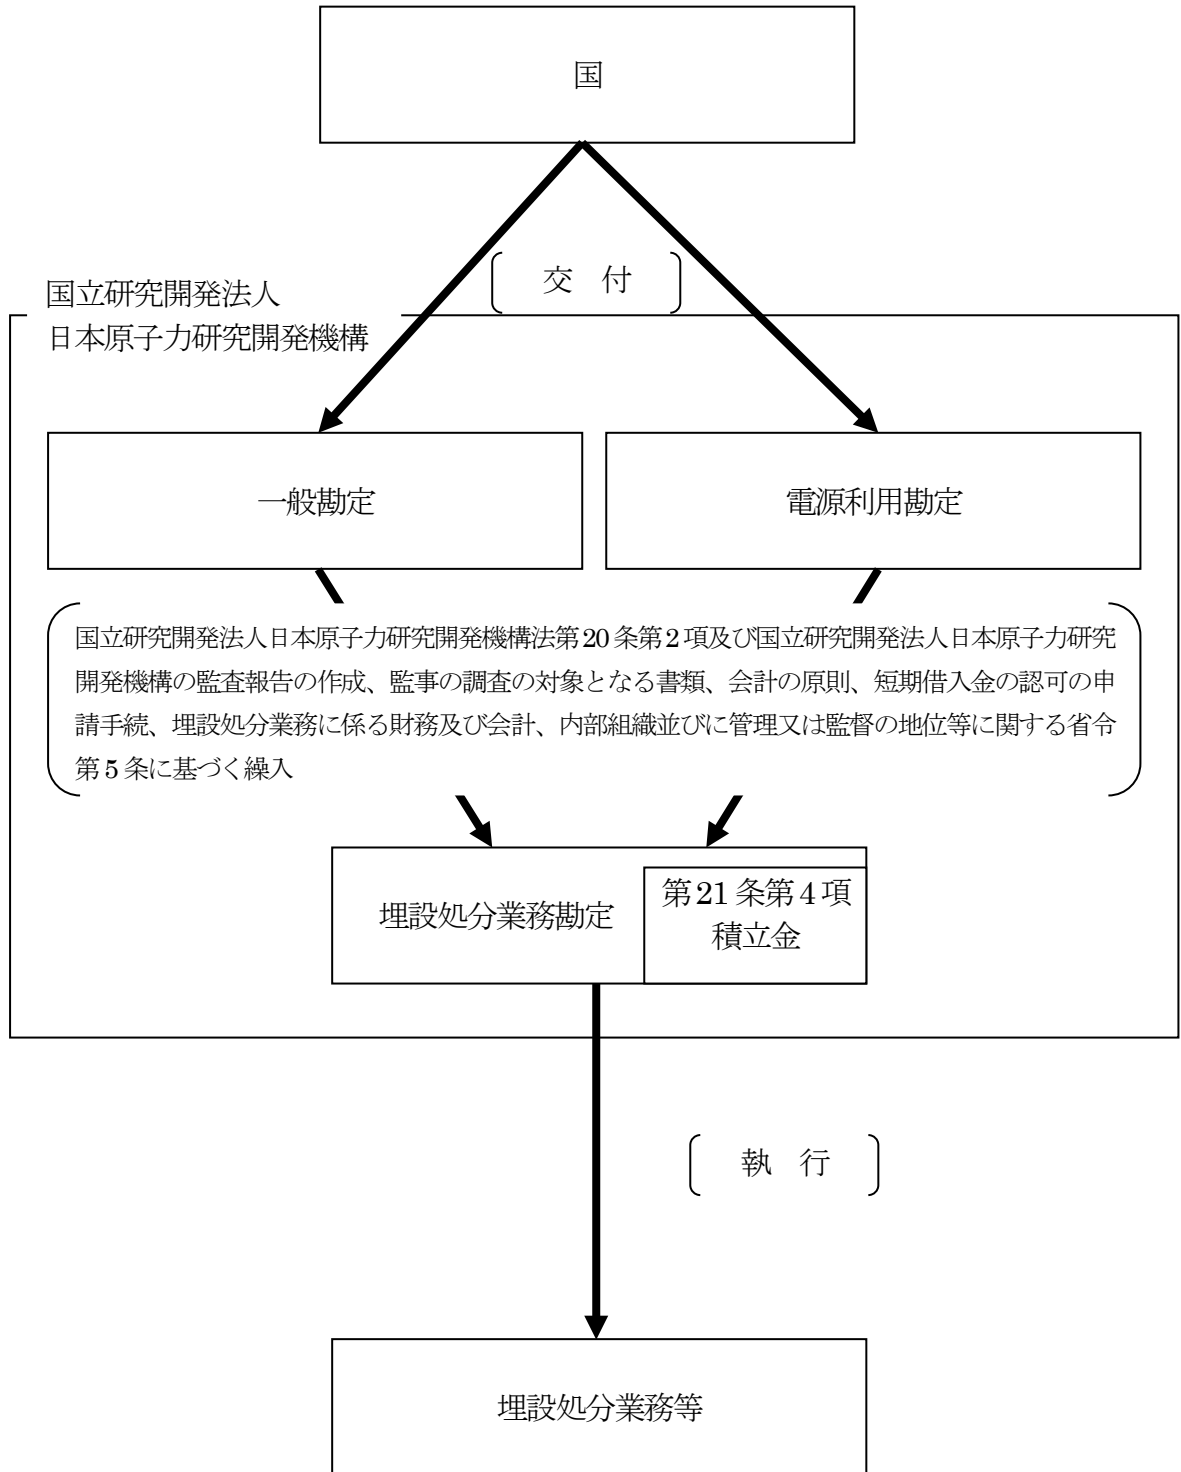 国
〔 交 付 〕
国立研究開発法人
日本原子力研究開発機構
一般勘定
電源利用勘定
国立研究開発法人日本原子力研究開発機構法第20条第2項及び国立研究開発法人日本原子力研究
開発機構の監査報告の作成、監事の調査の対象となる書類、会計の原則、短期借入金の認可の申
請手続、埋設処分業務に係る財務及び会計、内部組織並びに管理又は監督の地位等に関する省令
第5条に基づく繰入
埋設処分業務勘定
第21条第4項
積立金
〔 執 行 〕
埋設処分業務等